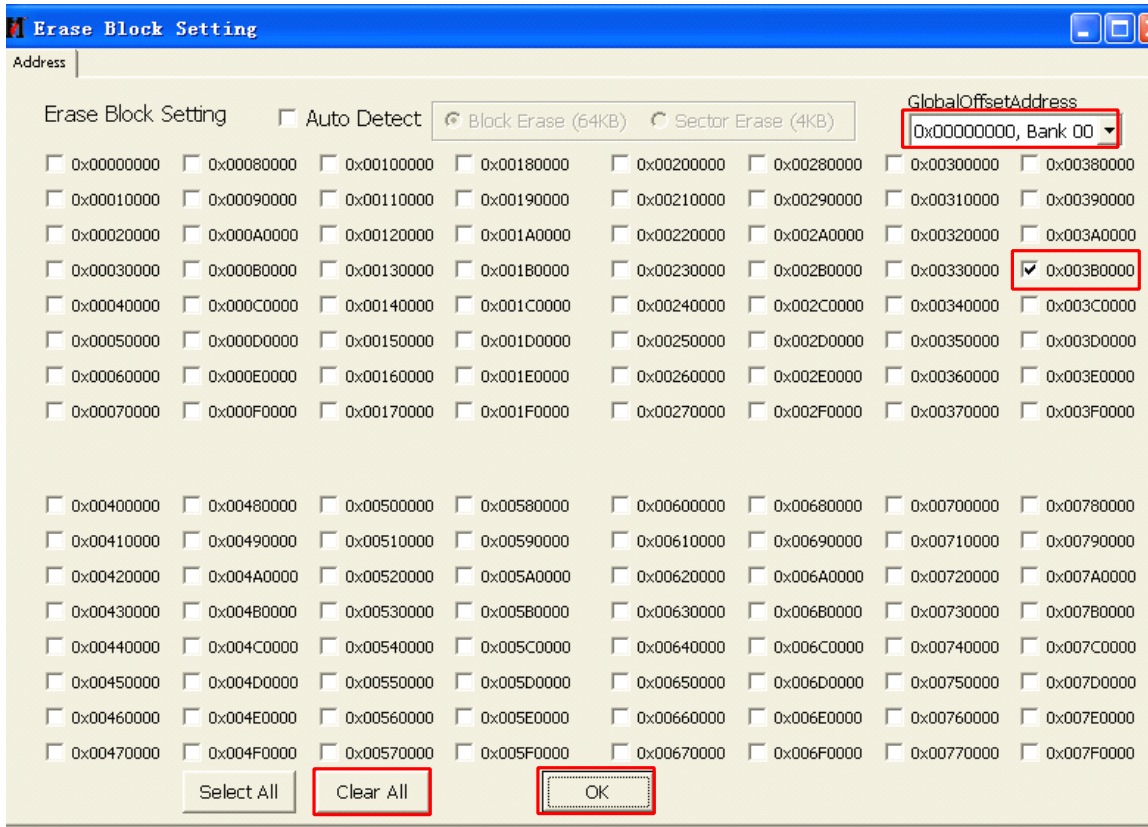 Erase Block Setting
Address
Erase Block Setting Auto Detect Block Erase (64KB) Sector Erase (4KB) GlobalOffsetAddress
0x00000000, Bank 00
0x00000000 0x00080000 0x00100000 0x00180000 0x00200000 0x00280000 0x00300000 0x00380000
0x00010000 0x00090000 0x00110000 0x00190000 0x00210000 0x00290000 0x00310000 0x00390000
0x00020000 0x000A0000 0x00120000 0x001A0000 0x00220000 0x002A0000 0x00320000 0x003A0000
0x00030000 0x000B0000 0x00130000 0x001B0000 0x00230000 0x002B0000 0x00330000 0x003B0000
0x00040000 0x000C0000 0x00140000 0x001C0000 0x00240000 0x002C0000 0x00340000 0x003C0000
0x00050000 0x000D0000 0x00150000 0x001D0000 0x00250000 0x002D0000 0x00350000 0x003D0000
0x00060000 0x000E0000 0x00160000 0x001E0000 0x00260000 0x002E0000 0x00360000 0x003E0000
0x00070000 0x000F0000 0x00170000 0x001F0000 0x00270000 0x002F0000 0x00370000 0x003F0000
0x00400000 0x00480000 0x00500000 0x00580000 0x00600000 0x00680000 0x00700000 0x00780000
0x00410000 0x00490000 0x00510000 0x00590000 0x00610000 0x00690000 0x00710000 0x00790000
0x00420000 0x004A0000 0x00520000 0x005A0000 0x00620000 0x006A0000 0x00720000 0x007A0000
0x00430000 0x004B0000 0x00530000 0x005B0000 0x00630000 0x006B0000 0x00730000 0x007B0000
0x00440000 0x004C0000 0x00540000 0x005C0000 0x00640000 0x006C0000 0x00740000 0x007C0000
0x00450000 0x004D0000 0x00550000 0x005D0000 0x00650000 0x006D0000 0x00750000 0x007D0000
0x00460000 0x004E0000 0x00560000 0x005E0000 0x00660000 0x006E0000 0x00760000 0x007E0000
0x00470000 0x004F0000 0x00570000 0x005F0000 0x00670000 0x006F0000 0x00770000 0x007F0000
Select All Clear All OK